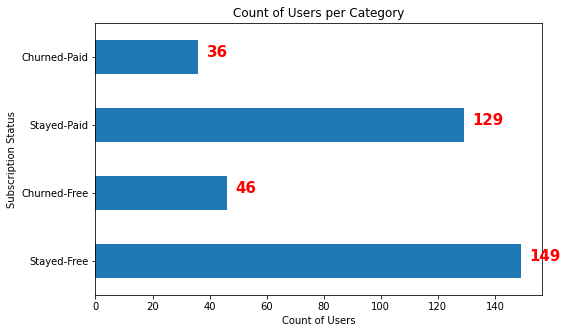 Count of Users per Category
Subscription Status
Churned-Paid
36
Stayed-Paid
129
Churned-Free
46
Stayed-Free
149
0 20 40 60 80 100 120 140
Count of Users